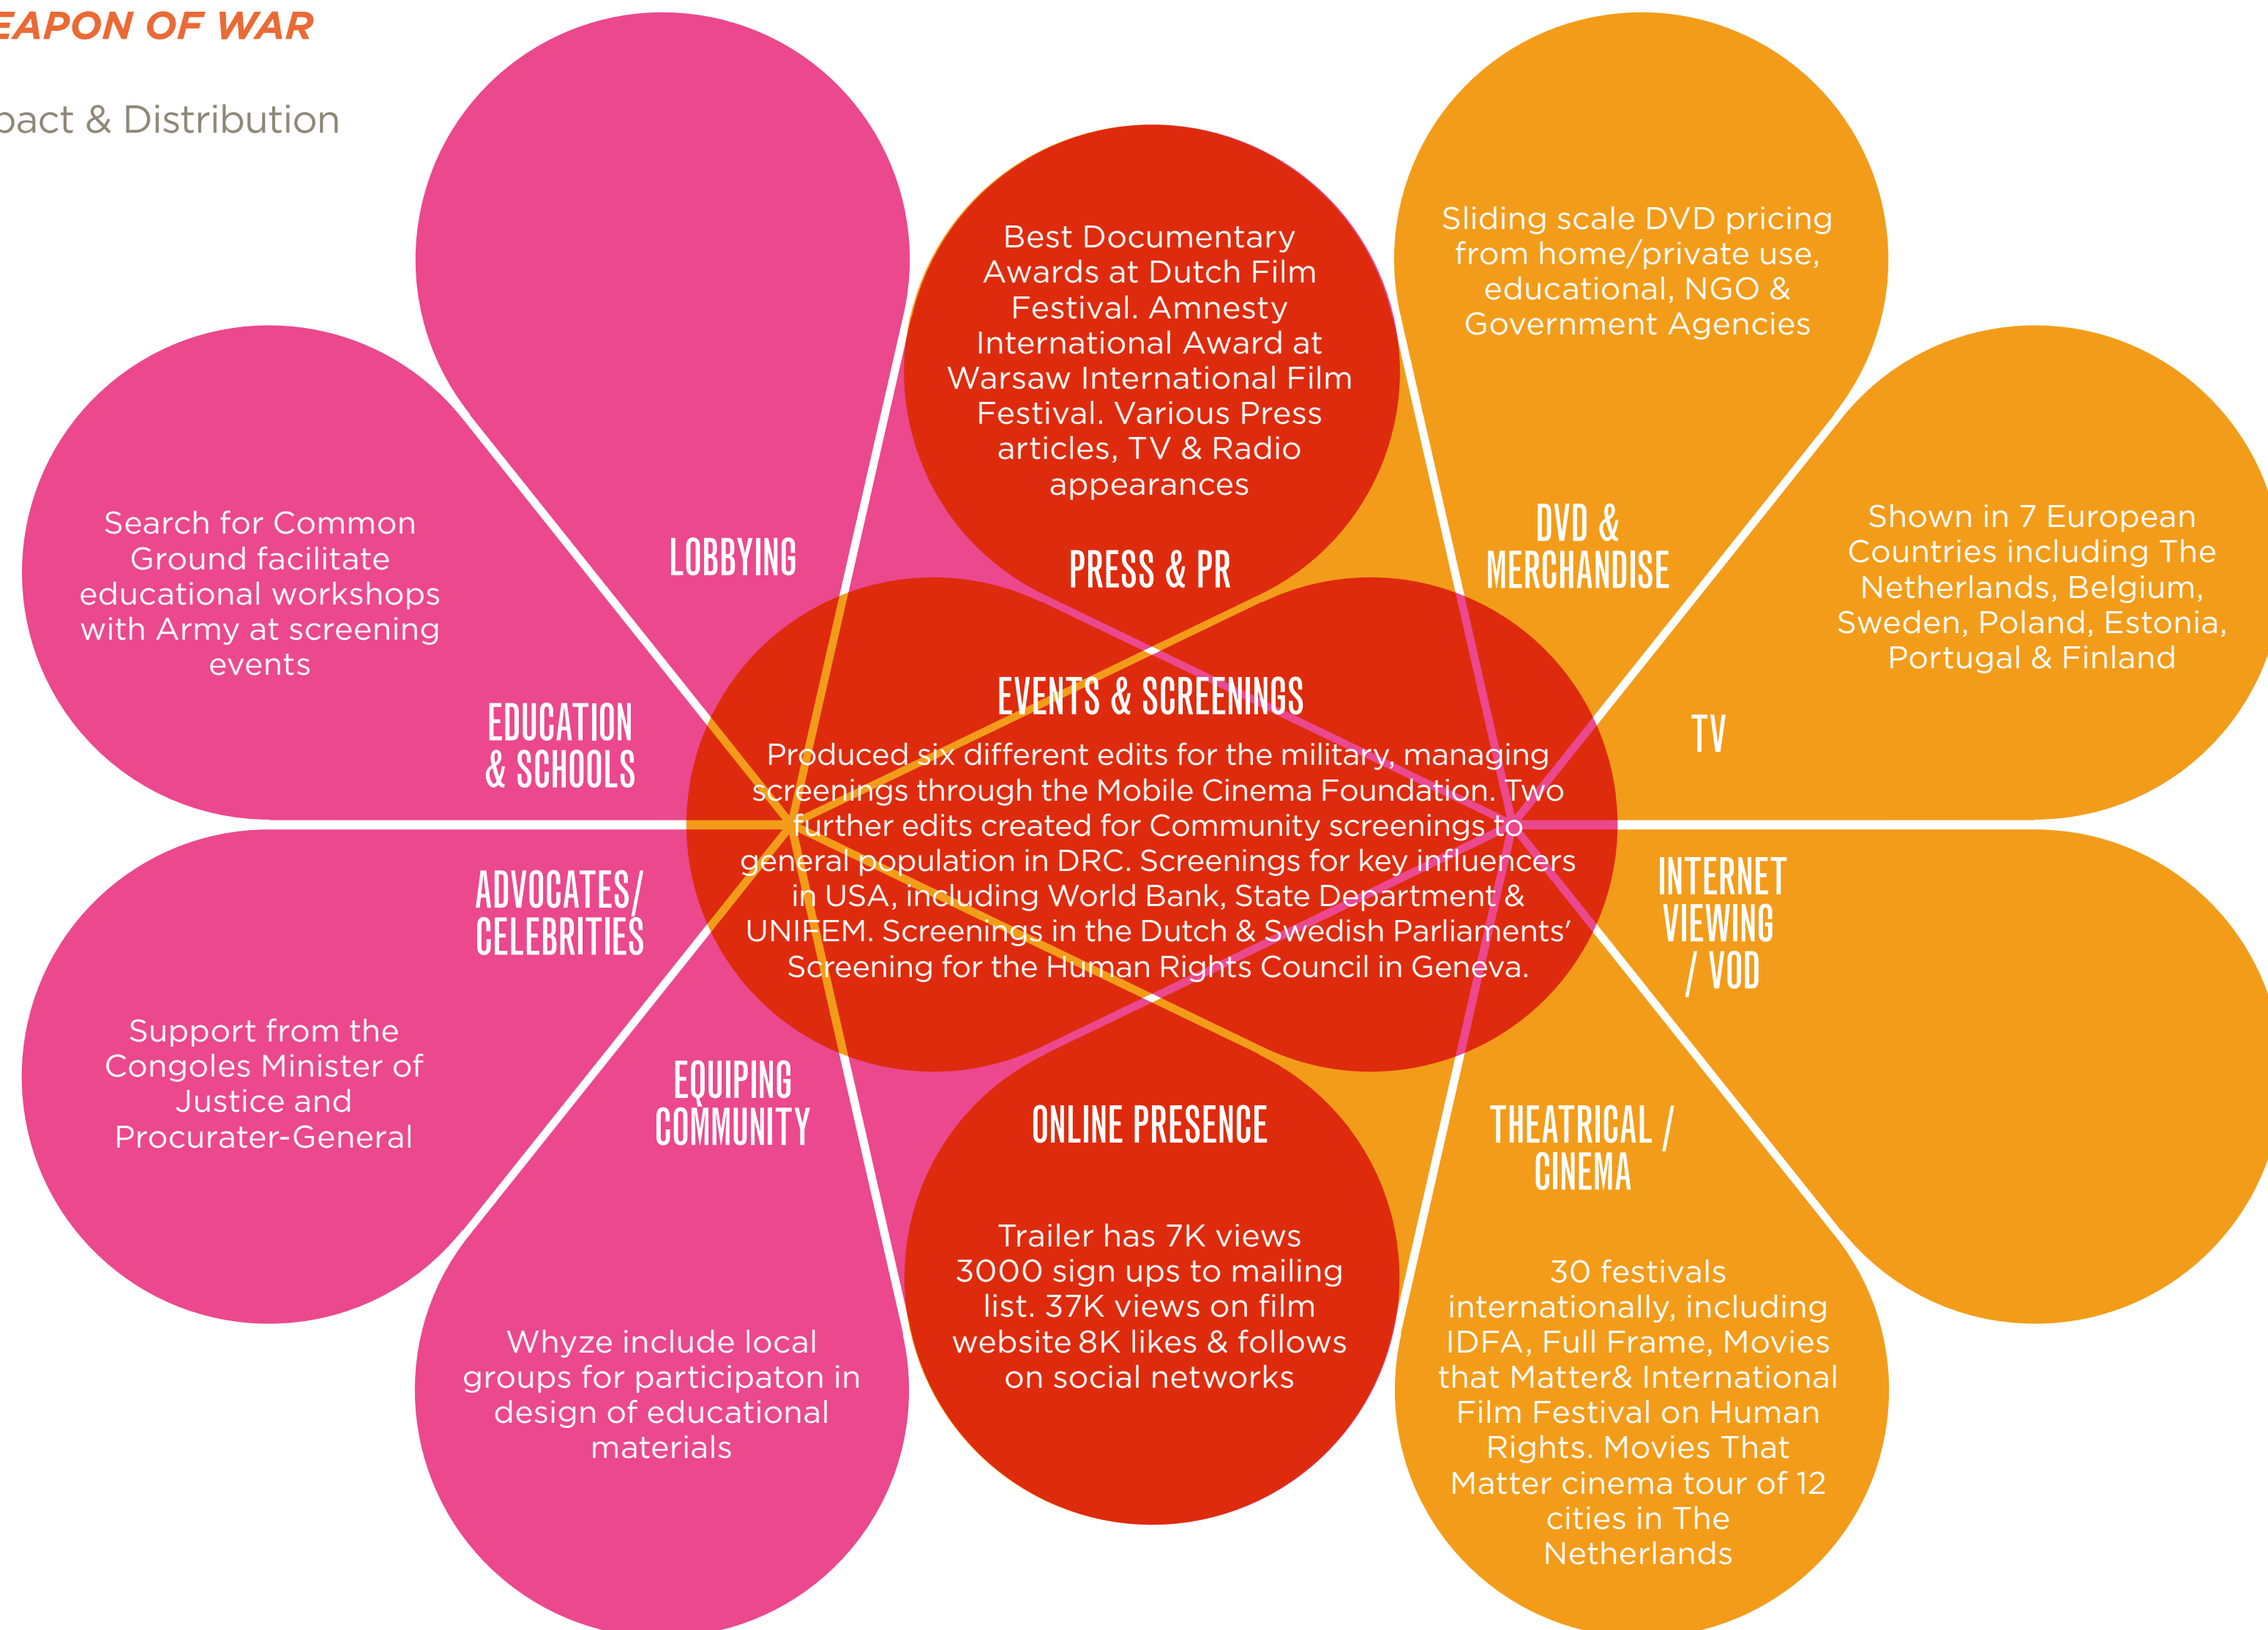 EAPON OF WAR
pact & Distribution
LOBBYING
Best Documentary
Awards at Dutch Film
Festival. Amnesty
International Award at
Warsaw International Film
Festival. Various Press
articles, TV & Radio
appearances
PRESS & PR
Sliding scale DVD pricing
from home/private use,
educational, NGO &
Government Agencies
DVD &
MERCHANDISE
Search for Common
Ground facilitate
educational workshops
with Army at screening
events
EDUCATION
& SCHOOLS
Shown in 7 European
Countries including The
Netherlands, Belgium,
Sweden, Poland, Estonia,
Portugal & Finland
TV
EVENTS & SCREENINGS
Produced six different edits for the military, managing
screenings through the Mobile Cinema Foundation. Two
further edits created for Community screenings to
general population in DRC. Screenings for key influencers
in USA, including World Bank, State Department &
UNIFEM. Screenings in the Dutch & Swedish Parliaments'
Screening for the Human Rights Council in Geneva.
ADVOCATES/
CELEBRITIES
Support from the
Congoles Minister of
Justice and
Procurater-General
INTERNET
VIEWING
/ VOD
EQUIPING
COMMUNITY
Whyze include local
groups for participaton in
design of educational
materials
ONLINE PRESENCE
Trailer has 7K views
3000 sign ups to mailing
list. 37K views on film
website 8K likes & follows
on social networks
THEATRICAL /
CINEMA
30 festivals
internationally, including
IDFA, Full Frame, Movies
that Matter& International
Film Festival on Human
Rights. Movies That
Matter cinema tour of 12
cities in The
Netherlands